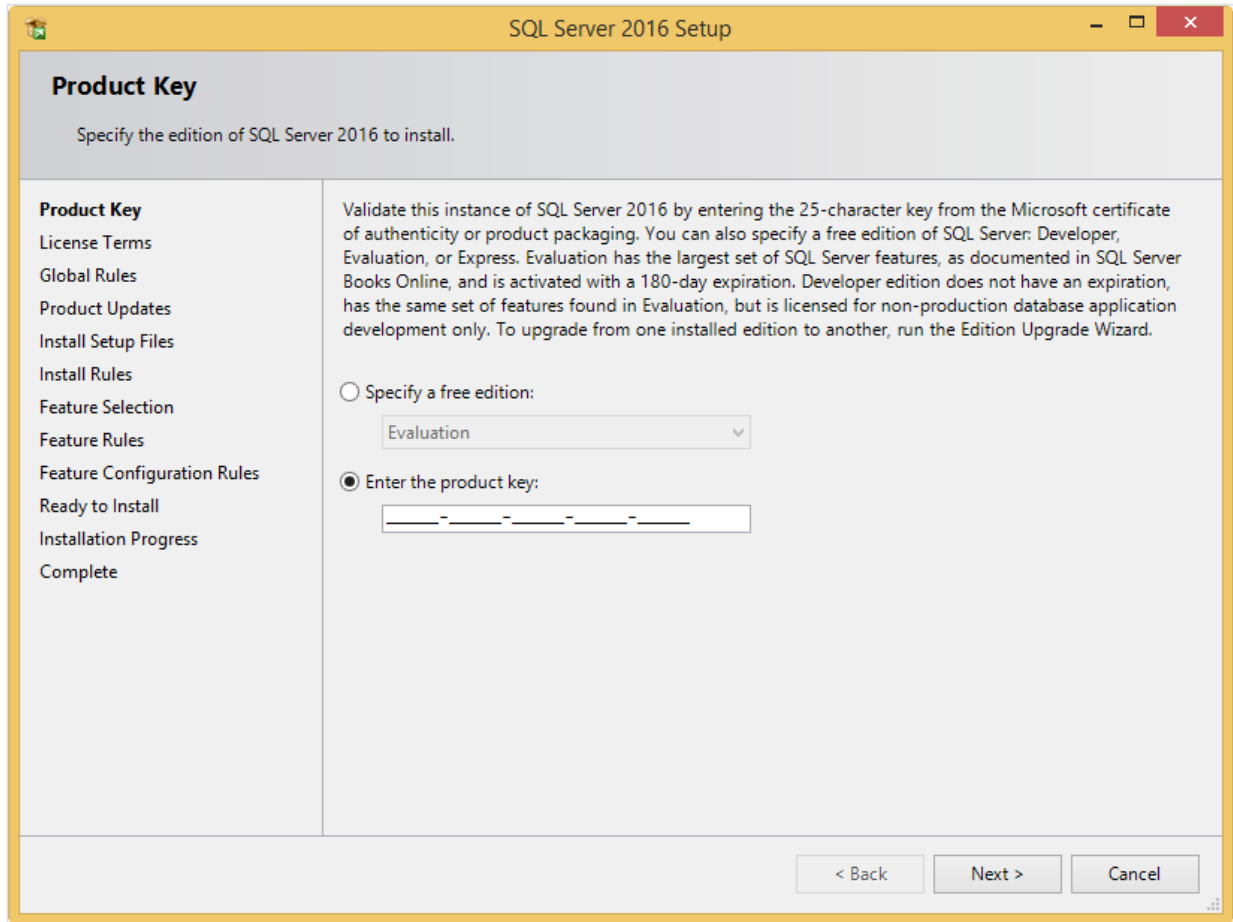 SQL Server 2016 Setup
Product Key
Specify the edition of SQL Server 2016 to install.
Product Key
License Terms
Global Rules
Product Updates
Install Setup Files
Install Rules
Feature Selection
Feature Rules
Feature Configuration Rules
Ready to Install
Installation Progress
Complete
Validate this instance of SQL Server 2016 by entering the 25-character key from the Microsoft certificate
of authenticity or product packaging. You can also specify a free edition of SQL Server: Developer,
Evaluation, or Express. Evaluation has the largest set of SQL Server features, as documented in SQL Server
Books Online, and is activated with a 180-day expiration. Developer edition does not have an expiration,
has the same set of features found in Evaluation, but is licensed for non-production database application
development only. To upgrade from one installed edition to another, run the Edition Upgrade Wizard.
Specify a free edition:
Evaluation
Enter the product key:
_____-_____-_____-_____-_____
< Back
Next >
Cancel